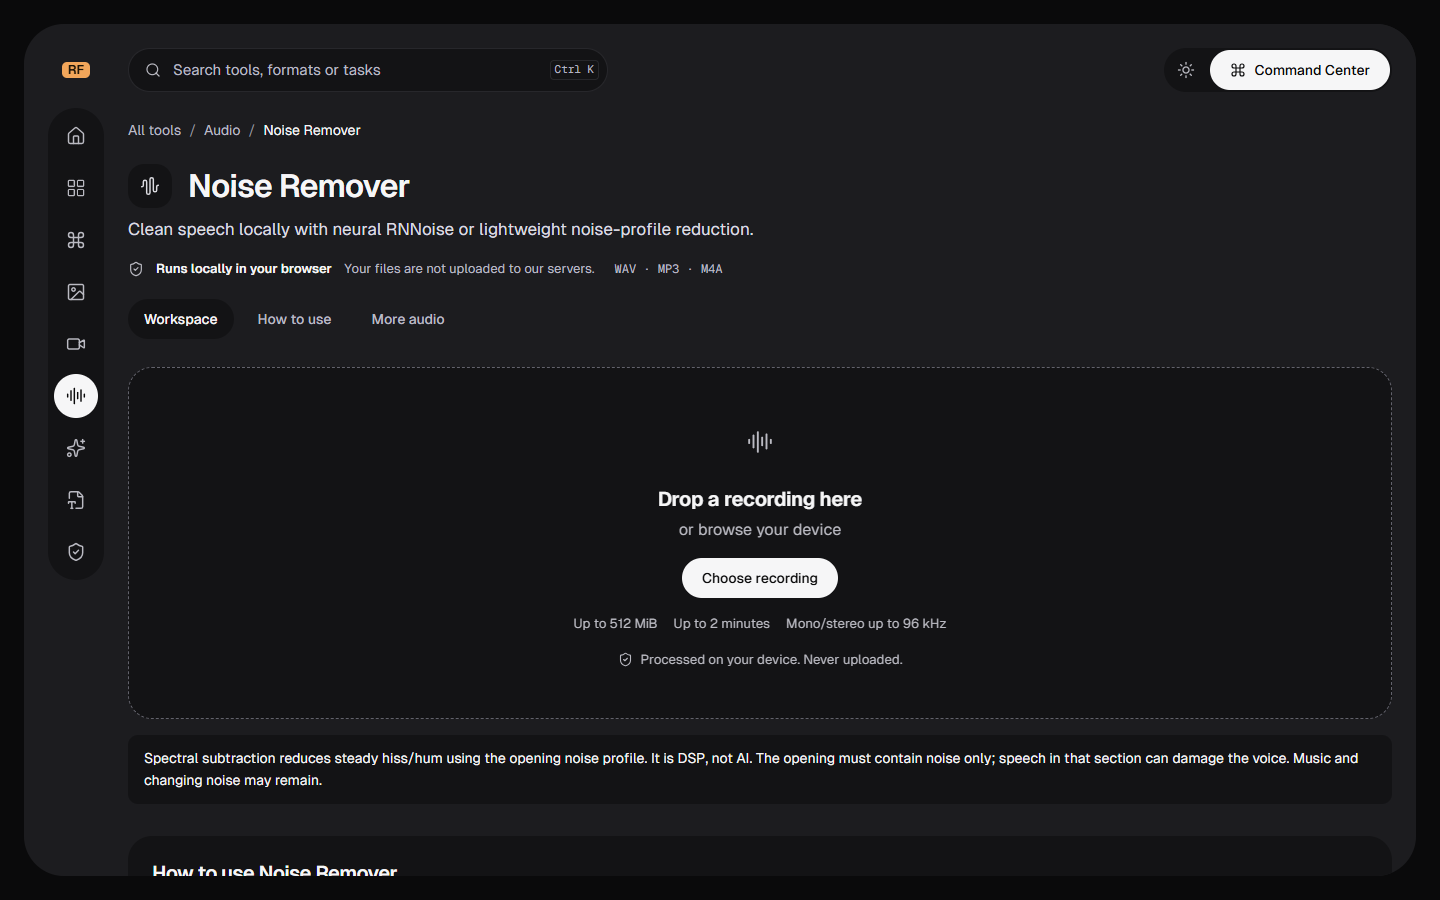 RF
Search tools, formats or tasks
Ctrl K
Command Center
All tools / Audio / Noise Remover
Noise Remover
Clean speech locally with neural RNNoise or lightweight noise-profile reduction.
Runs locally in your browser Your files are not uploaded to our servers. WAV · MP3 · M4A
Workspace How to use More audio
Drop a recording here
or browse your device
Choose recording
Up to 512 MiB Up to 2 minutes Mono/stereo up to 96 kHz
Processed on your device. Never uploaded.
Spectral subtraction reduces steady hiss/hum using the opening noise profile. It is DSP, not AI. The opening must contain noise only; speech in that section can damage the voice. Music and
changing noise may remain.
How to use Noise Remover